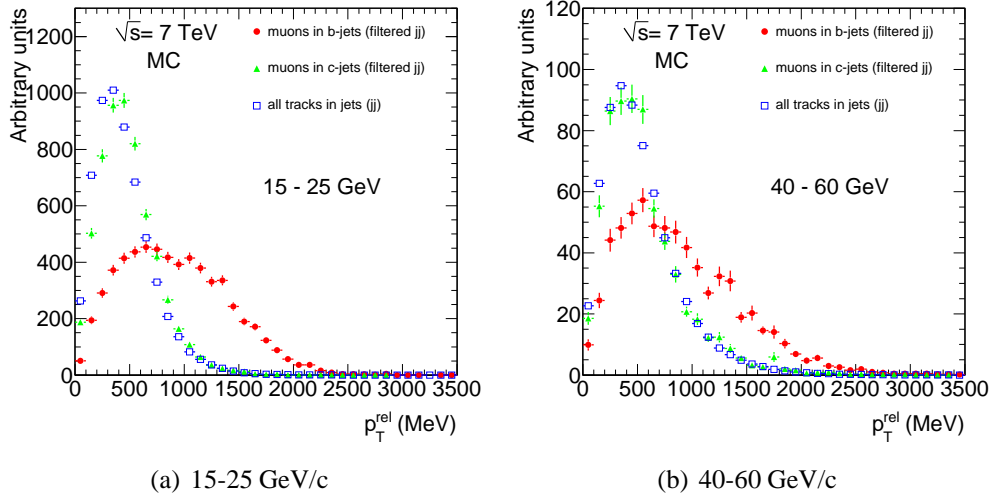 Arbitrary units
1200
1000
800
600
400
200
0
√s= 7 TeV
MC
muons in b-jets (filtered jj)
muons in c-jets (filtered jj)
all tracks in jets (jj)
15 - 25 GeV
0 500 1000 1500 2000 2500 3000 3500
p_T^rel (MeV)
(a) 15-25 GeV/c
Arbitrary units
120
100
80
60
40
20
0
√s= 7 TeV
MC
muons in b-jets (filtered jj)
muons in c-jets (filtered jj)
all tracks in jets (jj)
40 - 60 GeV
0 500 1000 1500 2000 2500 3000 3500
p_T^rel (MeV)
(b) 40-60 GeV/c